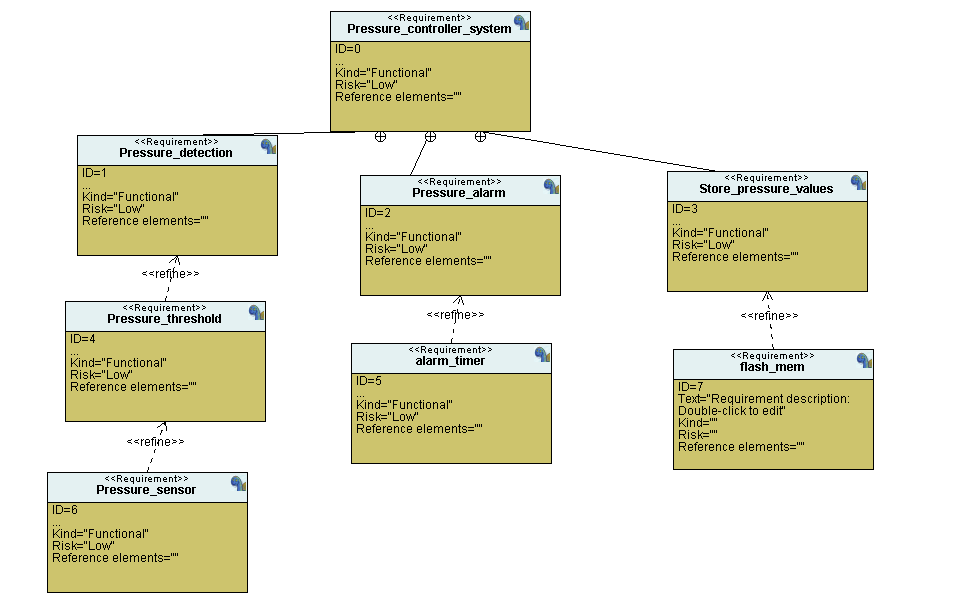 <<Requirement>>
Pressure_controller_system
ID=0
...
Kind="Functional"
Risk="Low"
Reference elements=""
<<Requirement>>
Pressure_detection
ID=1
...
Kind="Functional"
Risk="Low"
Reference elements=""
<<Requirement>>
Pressure_alarm
ID=2
...
Kind="Functional"
Risk="Low"
Reference elements=""
<<Requirement>>
Store_pressure_values
ID=3
...
Kind="Functional"
Risk="Low"
Reference elements=""
<<refine>>
<<refine>>
<<refine>>
<<Requirement>>
Pressure_threshold
ID=4
...
Kind="Functional"
Risk="Low"
Reference elements=""
<<Requirement>>
alarm_timer
ID=5
...
Kind="Functional"
Risk="Low"
Reference elements=""
<<Requirement>>
flash_mem
ID=7
Text="Requirement description:
Double-click to edit"
Kind=""
Risk=""
Reference elements=""
<<refine>>
<<Requirement>>
Pressure_sensor
ID=6
...
Kind="Functional"
Risk="Low"
Reference elements=""